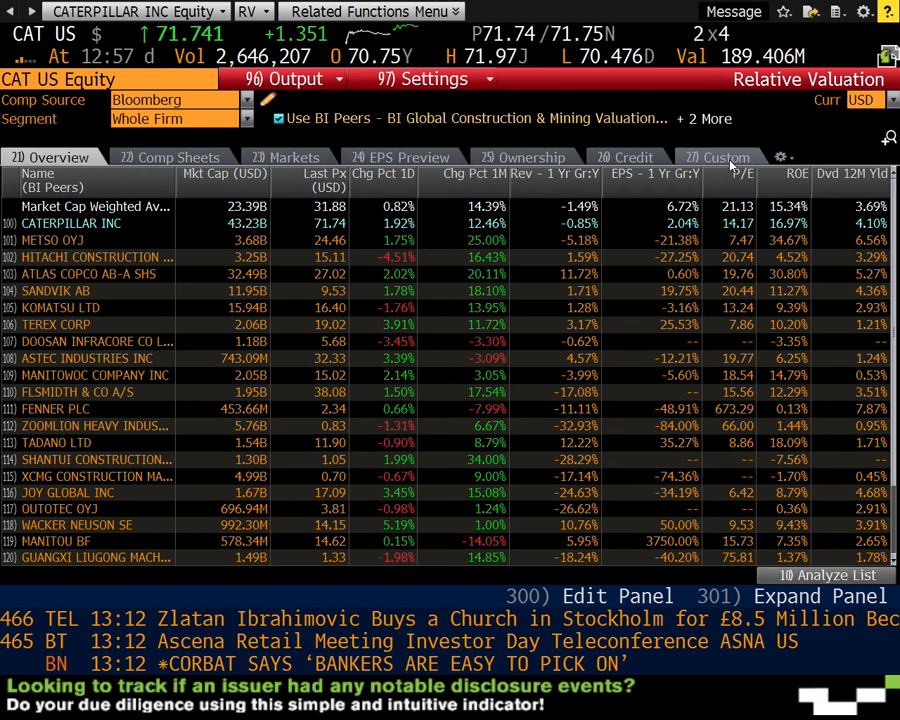 CATERPILLAR INC Equity RV Related Functions Menu Message
CAT US $ ↑ 71.741 +1.351 P71.74 / 71.75N 2 x 4
At 12:57 d Vol 2,646,207 O 70.75Y H 71.97J L 70.476D Val 189.406M
CAT US Equity 96) Output 97) Settings Relative Valuation
Comp Source Bloomberg Curr USD
Segment Whole Firm Use BI Peers - BI Global Construction & Mining Valuation... + 2 More
21) Overview 22) Comp Sheets 23) Markets 24) EPS Preview 25) Ownership 26) Credit 27) Custom
Name Mkt Cap (USD) Last Px Chg Pct 1D Chg Pct 1M Rev - 1 Yr Gr:Y EPS - 1 Yr Gr:Y P/E ROE Dvd 12M Yld
(BI Peers) (USD)
Market Cap Weighted Av... 23.39B 31.88 0.82% 14.39% -1.49% 6.72% 21.13 15.34% 3.69%
100) CATERPILLAR INC 43.23B 71.74 1.92% 12.46% -0.85% 2.04% 14.17 16.97% 4.10%
101) METSO OYJ 3.68B 24.46 1.75% 25.00% -5.18% -21.38% 7.47 34.67% 6.56%
102) HITACHI CONSTRUCTION ... 3.25B 15.11 -4.51% 16.43% 1.59% -27.25% 20.74 4.52% 3.29%
103) ATLAS COPCO AB-A SHS 32.49B 27.02 2.02% 20.11% 11.72% 0.60% 19.76 30.80% 5.27%
104) SANDVIK AB 11.95B 9.53 1.78% 18.10% 1.71% 19.75% 20.44 11.27% 4.36%
105) KOMATSU LTD 15.94B 16.40 -1.76% 13.95% 1.28% -3.16% 13.24 9.39% 2.93%
106) TEREX CORP 2.06B 19.02 3.91% 11.72% 3.17% 25.53% 7.86 10.20% 1.21%
107) DOOSAN INFRACORE CO L... 1.18B 5.68 -3.45% -3.30% -0.62% -- -- -3.35% --
108) ASTEC INDUSTRIES INC 743.09M 32.33 3.39% -3.09% 4.57% -12.21% 19.77 6.62% 1.24%
109) MANITOWOC COMPANY INC 2.05B 15.02 2.14% 3.05% -3.99% -5.60% 18.54 14.79% 0.53%
110) FLSMIDTH & CO A/S 1.95B 38.08 1.50% 17.54% -1.08% -- 15.56 12.29% 3.51%
111) FENNER PLC 453.66M 2.34 0.66% -7.99% -11.11% -48.91% 673.29 0.13% 7.87%
112) ZOOMLION HEAVY INDUS... 5.76B 0.83 -1.31% 6.67% -32.93% -84.00% 66.00 1.44% 0.95%
113) TADANO LTD 1.54B 11.90 -0.90% 8.79% 12.22% 35.27% 8.86 18.09% 1.71%
114) SHANTUI CONSTRUCTION... 1.30B 1.05 1.99% 34.00% -28.29% -- -- -7.56% --
115) XCMG CONSTRUCTION MA... 4.99B 0.70 -0.67% 9.00% -17.14% -74.36% -- -1.70% 0.45%
116) JOY GLOBAL INC 1.67B 17.09 3.45% 15.08% -24.63% -34.19% 6.42 8.79% 4.68%
117) OUTOTEC OYJ 696.94M 3.81 -0.98% 1.24% -26.62% -- -- 0.36% 2.91%
118) WACKER NEUSON SE 992.30M 14.15 5.19% 1.00% 10.76% 50.00% 9.53 9.43% 3.91%
119) MANITOU BF 578.34M 14.62 0.15% -14.05% 5.95% 3750.00% 15.73 7.35% 2.65%
120) GUANGXI LIUGONG MACH... 1.49B 1.33 -1.98% 14.85% -18.24% -40.20% 75.81 1.37% 1.78%
10) Analyze List
300) Edit Panel 301) Expand Panel
466 TEL 13:12 Zlatan Ibrahimovic Buys a Church in Stockholm for £8.5 Million Bec
465 BT 13:12 Ascena Retail Meeting Investor Day Teleconference ASNA US
BN 13:12 *CORBAT SAYS ‘BANKERS ARE EASY TO PICK ON’
Looking to track if an issuer had any notable disclosure events?
Do your due diligence using this simple and intuitive indicator!